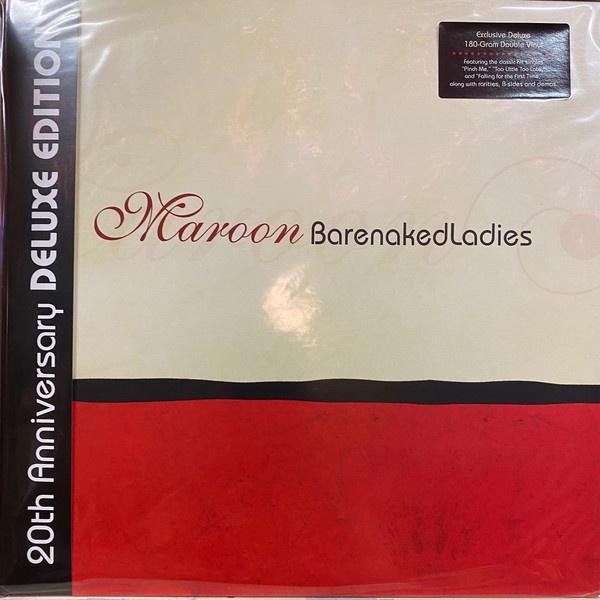 20th Anniversary DELUXE EDITION
Exclusive Deluxe
180-Gram Double Vinyl
Featuring the classic hit singles
"Pinch Me," "Too Little Too Late,"
and "Falling for the First Time"
along with rarities, B-sides and demos.
Maroon BarenakedLadies